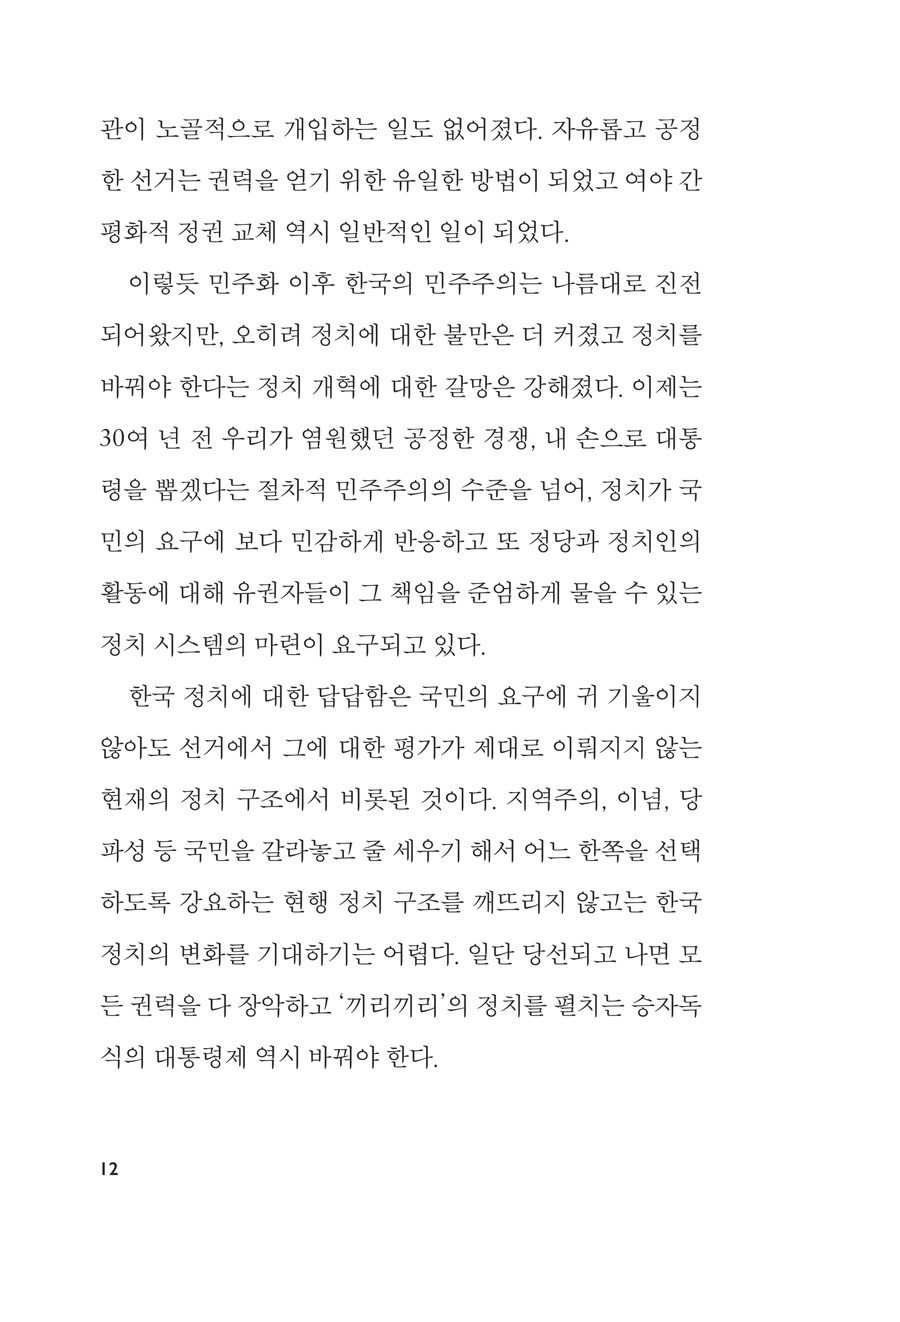 관이 노골적으로 개입하는 일도 없어졌다. 자유롭고 공정
한 선거는 권력을 얻기 위한 유일한 방법이 되었고 여야 간
평화적 정권 교체 역시 일반적인 일이 되었다.
이렇듯 민주화 이후 한국의 민주주의는 나름대로 진전
되어왔지만, 오히려 정치에 대한 불만은 더 커졌고 정치를
바꿔야 한다는 정치 개혁에 대한 갈망은 강해졌다. 이제는
30여 년 전 우리가 염원했던 공정한 경쟁, 내 손으로 대통
령을 뽑겠다는 절차적 민주주의의 수준을 넘어, 정치가 국
민의 요구에 보다 민감하게 반응하고 또 정당과 정치인의
활동에 대해 유권자들이 그 책임을 준엄하게 물을 수 있는
정치 시스템의 마련이 요구되고 있다.
한국 정치에 대한 답답함은 국민의 요구에 귀 기울이지
않아도 선거에서 그에 대한 평가가 제대로 이뤄지지 않는
현재의 정치 구조에서 비롯된 것이다. 지역주의, 이념, 당
파성 등 국민을 갈라놓고 줄 세우기 해서 어느 한쪽을 선택
하도록 강요하는 현행 정치 구조를 깨뜨리지 않고는 한국
정치의 변화를 기대하기는 어렵다. 일단 당선되고 나면 모
든 권력을 다 장악하고 ‘끼리끼리’의 정치를 펼치는 승자독
식의 대통령제 역시 바꿔야 한다.
12